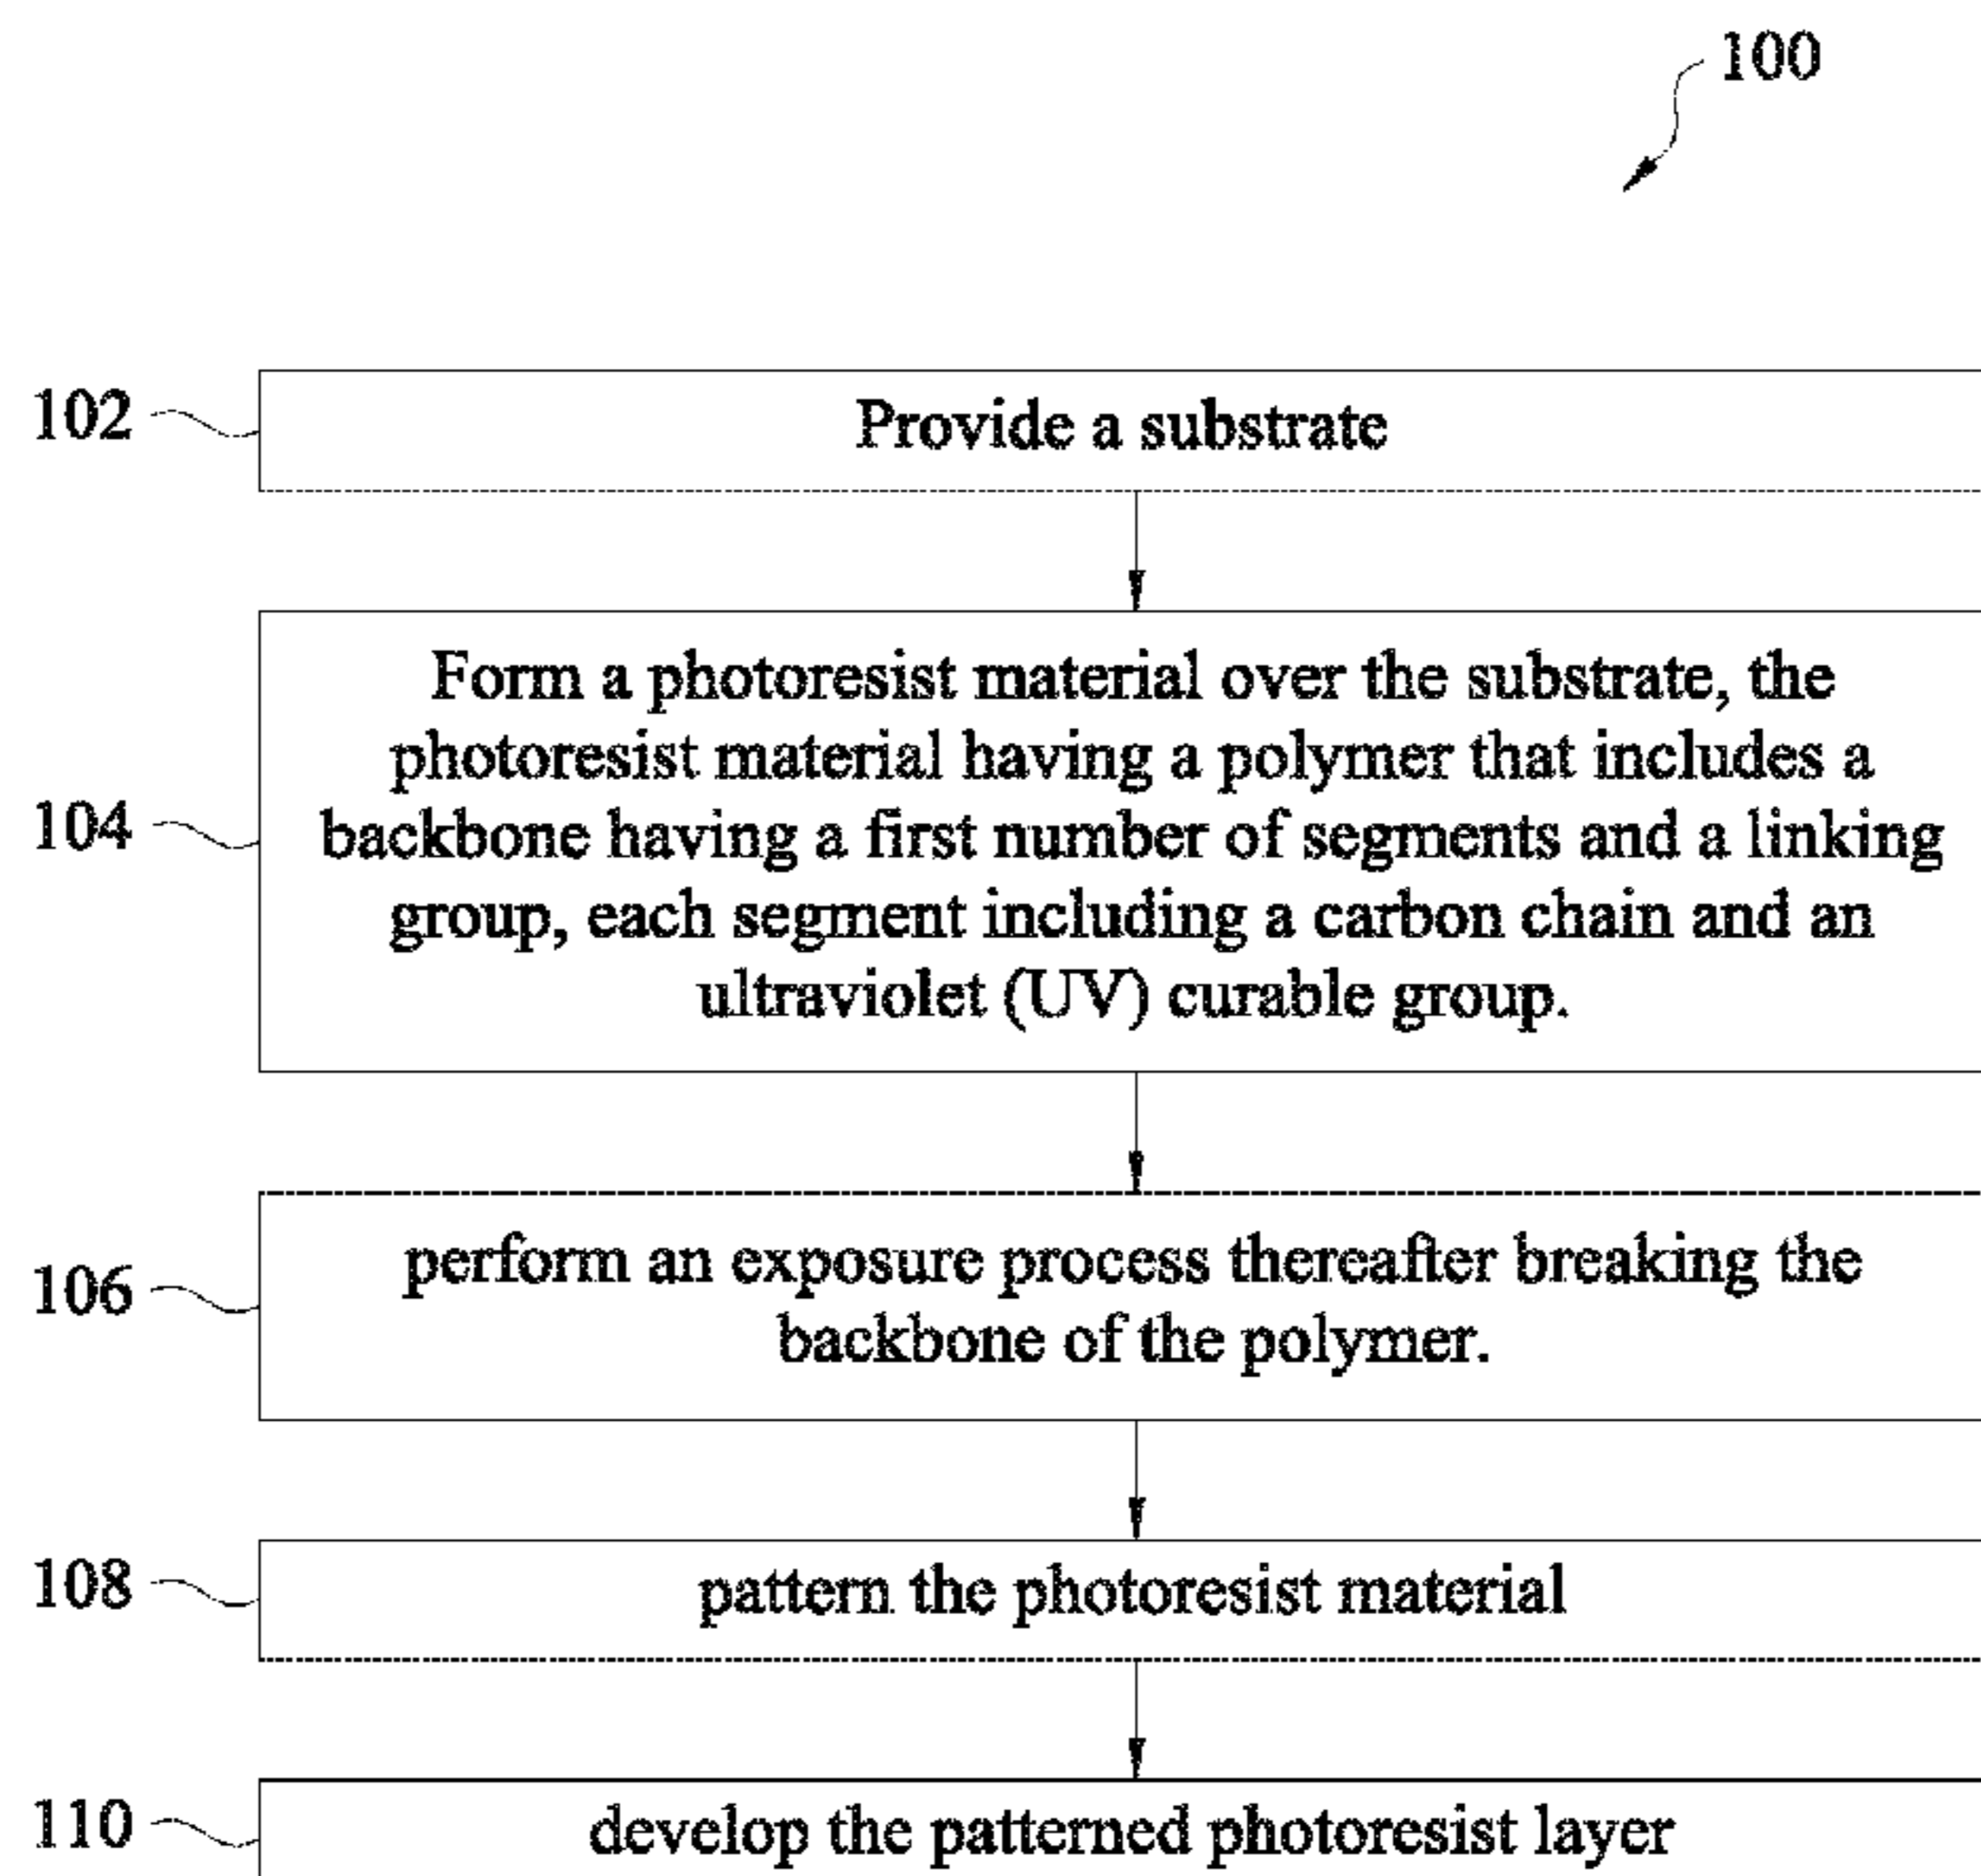 100
102
Provide a substrate
104
Form a photoresist material over the substrate, the
photoresist material having a polymer that includes a
backbone having a first number of segments and a linking
group, each segment including a carbon chain and an
ultraviolet (UV) curable group.
106
perform an exposure process thereafter breaking the
backbone of the polymer.
108
pattern the photoresist material
110
develop the patterned photoresist layer